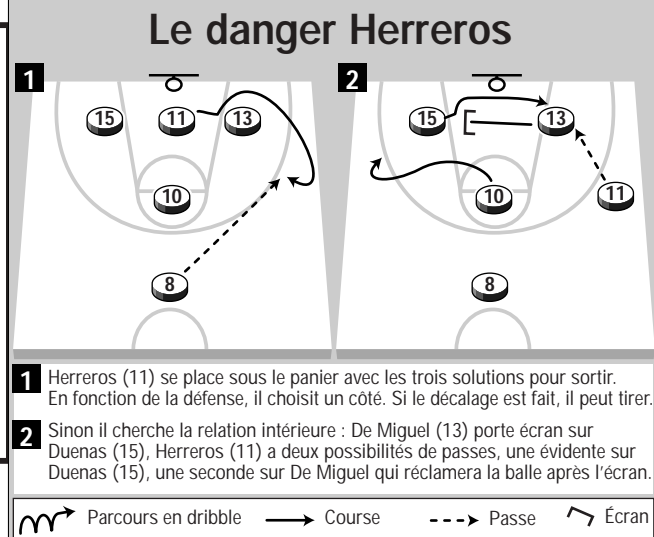 Le danger Herreros
1
15
11
13
10
8
2
15
13
10
11
8
1 Herreros (11) se place sous le panier avec les trois solutions pour sortir.
En fonction de la défense, il choisit un côté. Si le décalage est fait, il peut tirer.
2 Sinon il cherche la relation intérieure : De Miguel (13) porte écran sur
Duenas (15), Herreros (11) a deux possibilités de passes, une évidente sur
Duenas (15), une seconde sur De Miguel qui réclamera la balle après l'écran.
Parcours en dribble Course Passe Écran